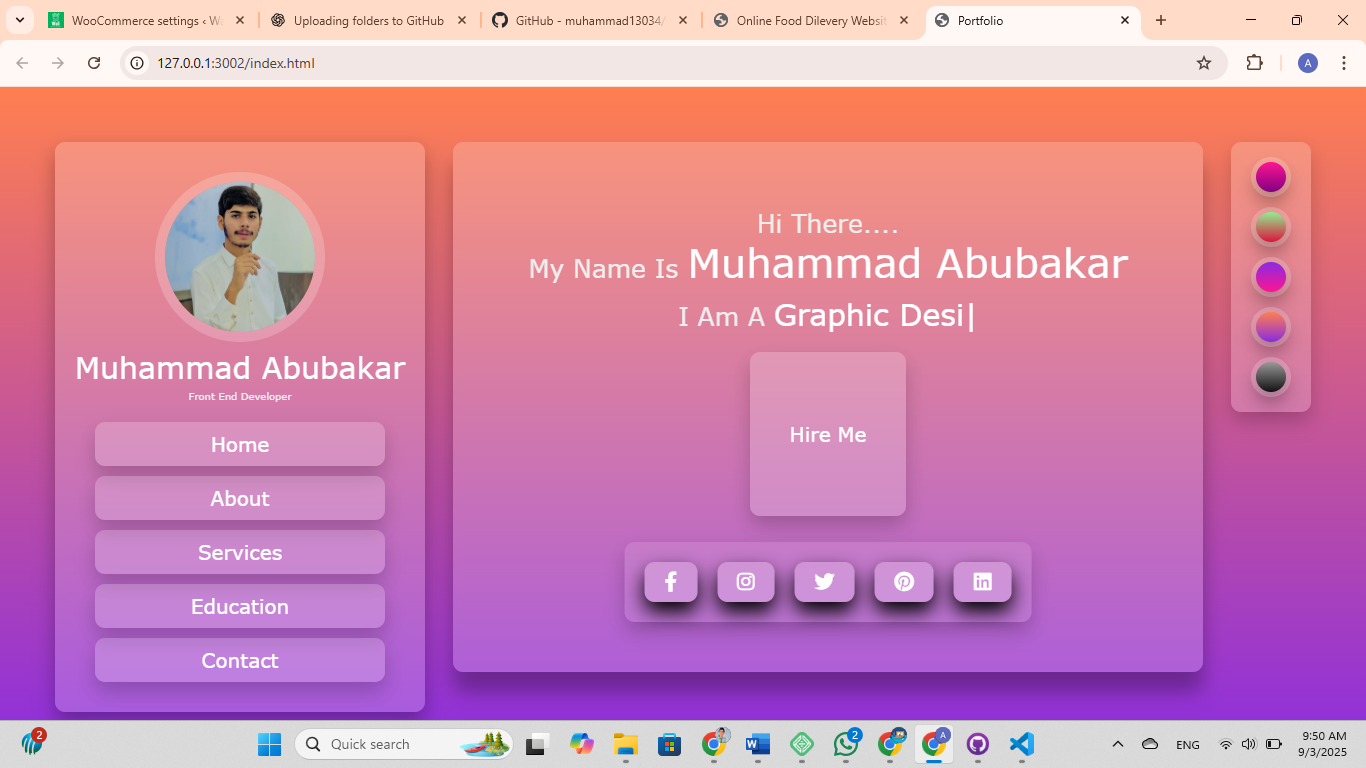 WooCommerce settings ‹ W
Uploading folders to GitHub
GitHub - muhammad13034/
Online Food Dilevery Websit
Portfolio
127.0.0.1:3002/index.html
A
Muhammad Abubakar
Front End Developer
Home
About
Services
Education
Contact
Hi There....
My Name Is Muhammad Abubakar
I Am A Graphic Desi|
Hire Me
2
Quick search
2
A
ENG
9:50 AM
9/3/2025